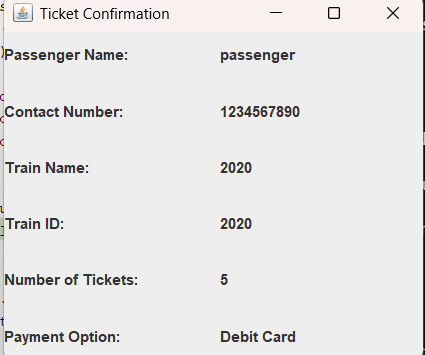 Ticket Confirmation
Passenger Name: passenger
Contact Number: 1234567890
Train Name: 2020
Train ID: 2020
Number of Tickets: 5
Payment Option: Debit Card